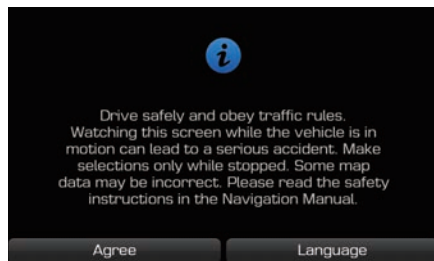 i
Drive safely and obey traffic rules.
Watching this screen while the vehicle is in
motion can lead to a serious accident. Make
selections only while stopped. Some map
data may be incorrect. Please read the safety
instructions in the Navigation Manual.
Agree Language